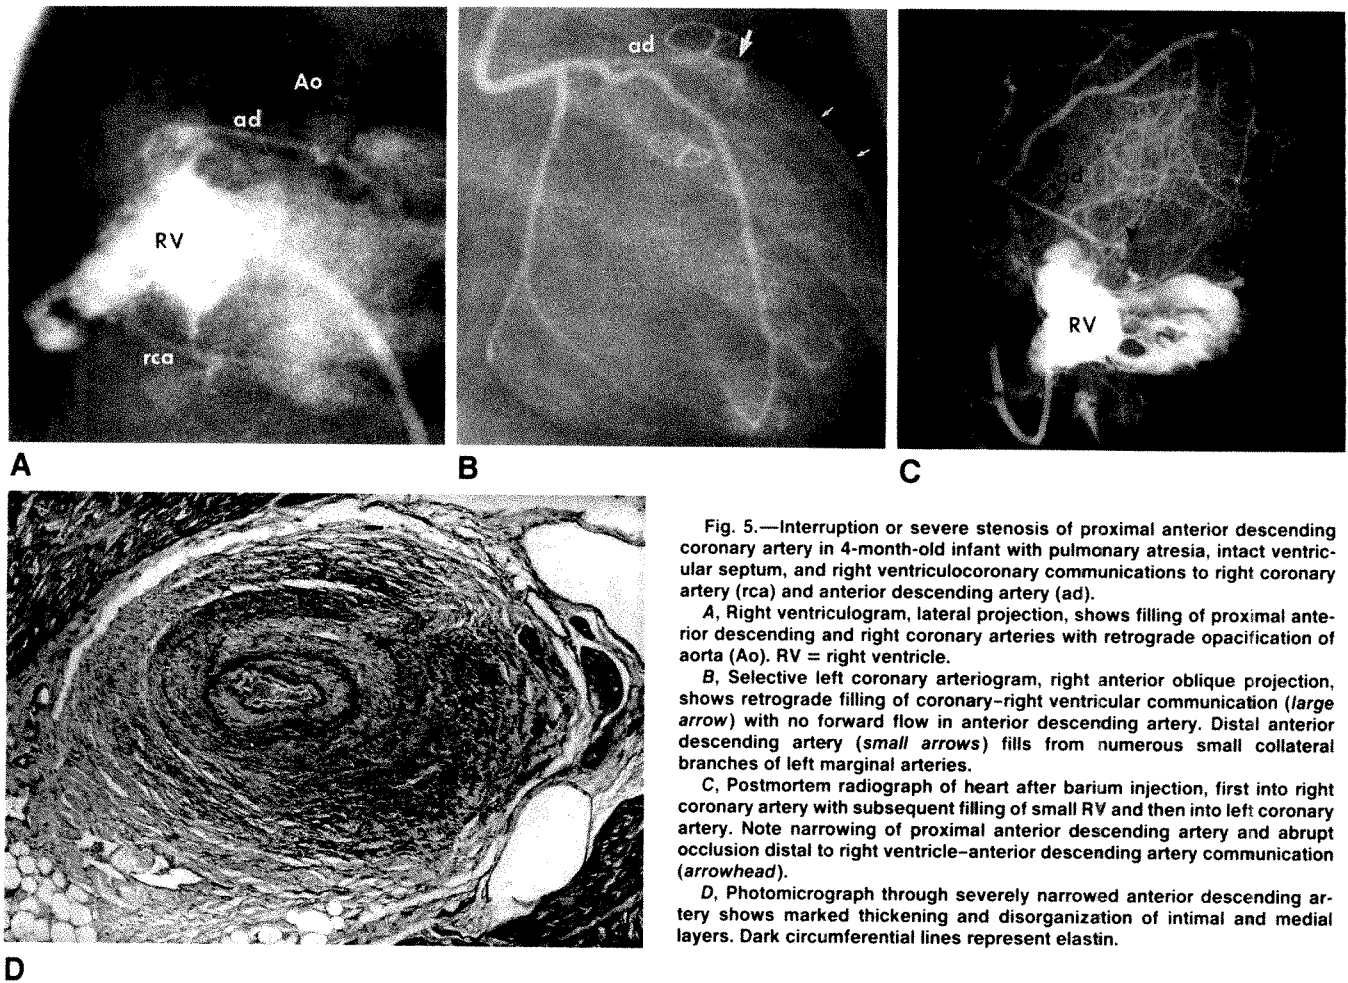 Ao
ad
RV
rca
A
ad
B
ad
RV
C
D
Fig. 5.—Interruption or severe stenosis of proximal anterior descending
coronary artery in 4-month-old infant with pulmonary atresia, intact ventric-
ular septum, and right ventriculocoronary communications to right coronary
artery (rca) and anterior descending artery (ad).
A, Right ventriculogram, lateral projection, shows filling of proximal ante-
rior descending and right coronary arteries with retrograde opacification of
aorta (Ao). RV = right ventricle.
B, Selective left coronary arteriogram, right anterior oblique projection,
shows retrograde filling of coronary–right ventricular communication (large
arrow) with no forward flow in anterior descending artery. Distal anterior
descending artery (small arrows) fills from numerous small collateral
branches of left marginal arteries.
C, Postmortem radiograph of heart after barium injection, first into right
coronary artery with subsequent filling of small RV and then into left coronary
artery. Note narrowing of proximal anterior descending artery and abrupt
occlusion distal to right ventricle–anterior descending artery communication
(arrowhead).
D, Photomicrograph through severely narrowed anterior descending ar-
tery shows marked thickening and disorganization of intimal and medial
layers. Dark circumferential lines represent elastin.